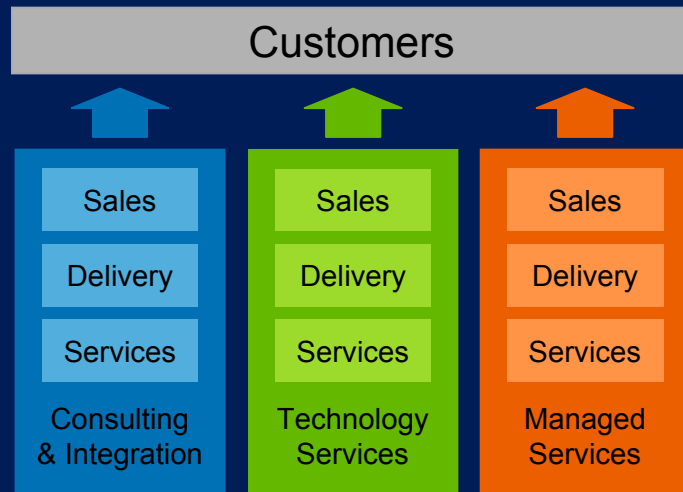 Customers
Sales
Delivery
Services
Consulting
& Integration
Sales
Delivery
Services
Technology
Services
Sales
Delivery
Services
Managed
Services